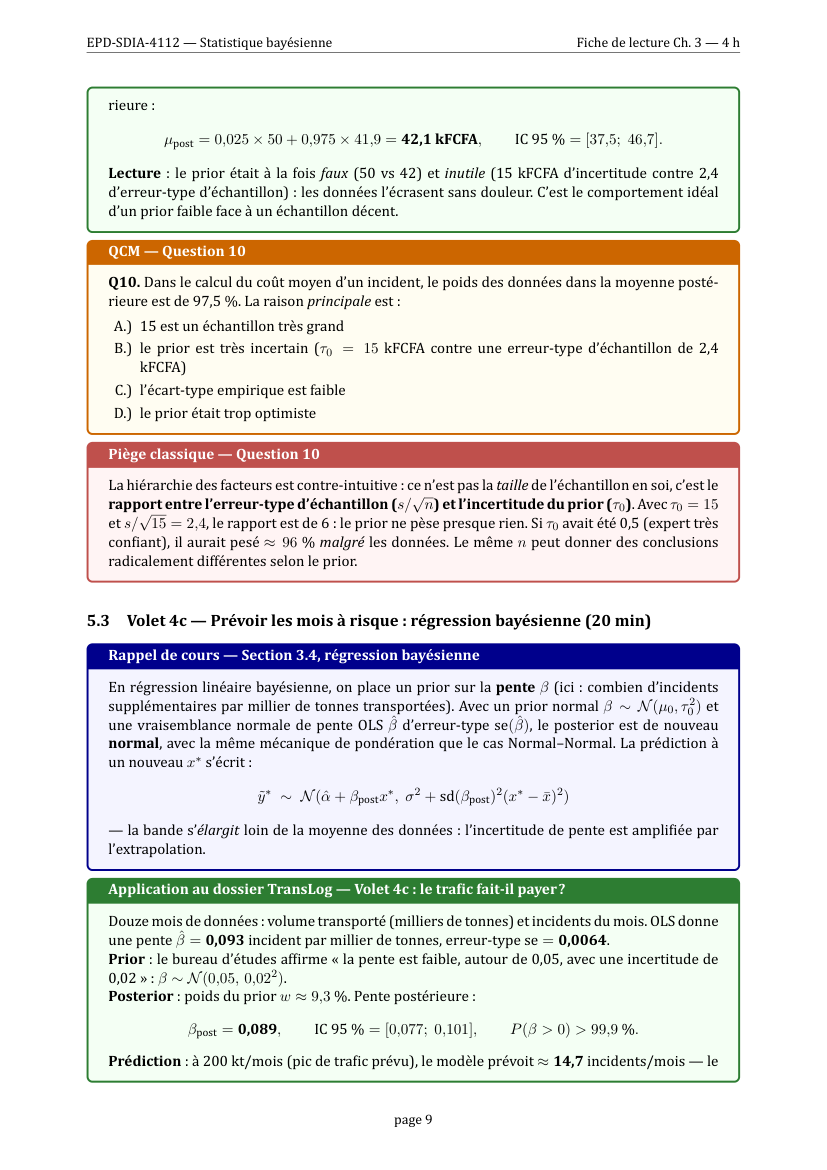 EPD-SDIA-4112 — Statistique bayésienne Fiche de lecture Ch. 3 — 4 h
rieure :
μpost = 0,025 × 50 + 0,975 × 41,9 = 42,1 kFCFA, IC 95 % = [37,5; 46,7].
Lecture : le prior était à la fois faux (50 vs 42) et inutile (15 kFCFA d'incertitude contre 2,4
d'erreur-type d'échantillon) : les données l'écrasent sans douleur. C'est le comportement idéal
d'un prior faible face à un échantillon décent.
QCM — Question 10
Q10. Dans le calcul du coût moyen d'un incident, le poids des données dans la moyenne posté-
rieure est de 97,5 %. La raison principale est :
A.) 15 est un échantillon très grand
B.) le prior est très incertain (τ₀ = 15 kFCFA contre une erreur-type d'échantillon de 2,4
kFCFA)
C.) l'écart-type empirique est faible
D.) le prior était trop optimiste
Piège classique — Question 10
La hiérarchie des facteurs est contre-intuitive : ce n'est pas la taille de l'échantillon en soi, c'est le
rapport entre l'erreur-type d'échantillon (s/√n) et l'incertitude du prior (τ₀). Avec τ₀ = 15
et s/√15 = 2,4, le rapport est de 6 : le prior ne pèse presque rien. Si τ₀ avait été 0,5 (expert très
confiant), il aurait pesé ≈ 96 % malgré les données. Le même n peut donner des conclusions
radicalement différentes selon le prior.
5.3 Volet 4c — Prévoir les mois à risque : régression bayésienne (20 min)
Rappel de cours — Section 3.4, régression bayésienne
En régression linéaire bayésienne, on place un prior sur la pente β (ici : combien d'incidents
supplémentaires par millier de tonnes transportées). Avec un prior normal β ∼ 𝒩(μ₀, τ₀²) et
une vraisemblance normale de pente OLS β̂ d'erreur-type se(β̂), le posterior est de nouveau
normal, avec la même mécanique de pondération que le cas Normal–Normal. La prédiction à
un nouveau x* s'écrit :
ỹ* ∼ 𝒩(α̂ + βpost x*, σ² + sd(βpost)²(x* − x̄)²)
— la bande s'élargit loin de la moyenne des données : l'incertitude de pente est amplifiée par
l'extrapolation.
Application au dossier TransLog — Volet 4c : le trafic fait-il payer ?
Douze mois de données : volume transporté (milliers de tonnes) et incidents du mois. OLS donne
une pente β̂ = 0,093 incident par millier de tonnes, erreur-type se = 0,0064.
Prior : le bureau d'études affirme « la pente est faible, autour de 0,05, avec une incertitude de
0,02 » : β ∼ 𝒩(0,05, 0,02²).
Posterior : poids du prior w ≈ 9,3 %. Pente postérieure :
βpost = 0,089, IC 95 % = [0,077; 0,101], P(β > 0) > 99,9 %.
Prédiction : à 200 kt/mois (pic de trafic prévu), le modèle prévoit ≈ 14,7 incidents/mois — le
page 9